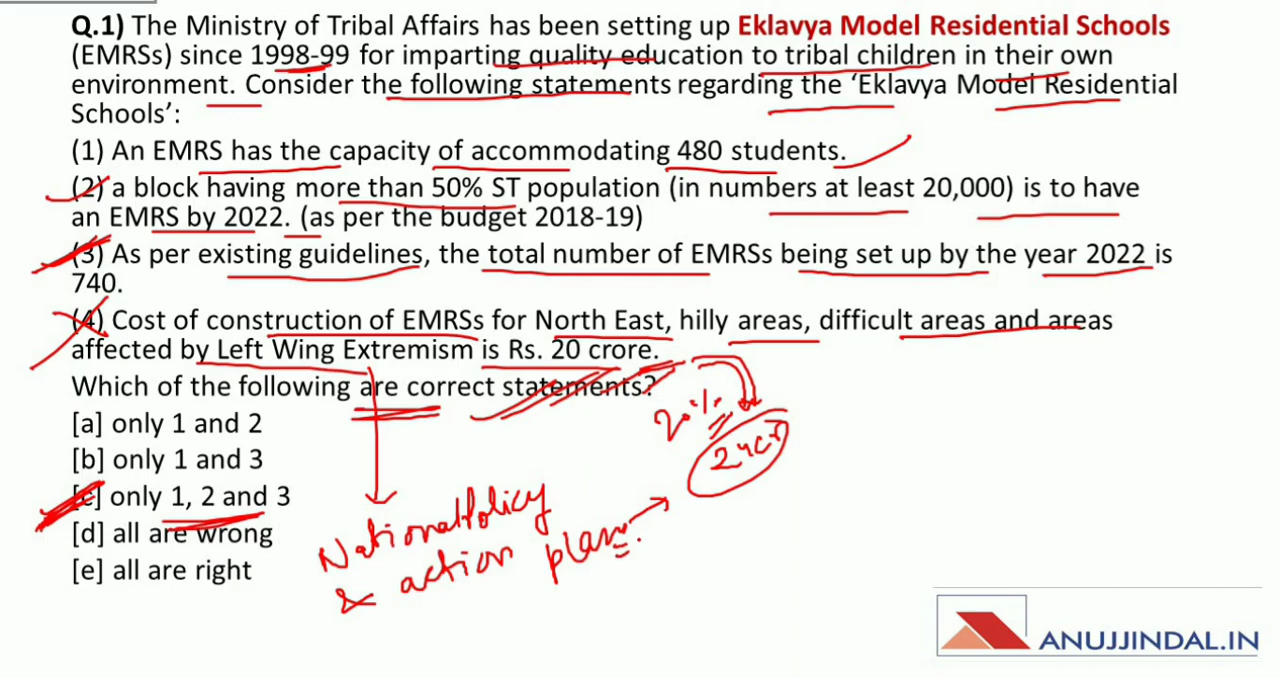 Q.1) The Ministry of Tribal Affairs has been setting up Eklavya Model Residential Schools
(EMRSs) since 1998-99 for imparting quality education to tribal children in their own
environment. Consider the following statements regarding the ‘Eklavya Model Residential
Schools’:
(1) An EMRS has the capacity of accommodating 480 students.
(2) a block having more than 50% ST population (in numbers at least 20,000) is to have
an EMRS by 2022. (as per the budget 2018-19)
(3) As per existing guidelines, the total number of EMRSs being set up by the year 2022 is
740.
(4) Cost of construction of EMRSs for North East, hilly areas, difficult areas and areas
affected by Left Wing Extremism is Rs. 20 crore.
Which of the following are correct statements?
20%
[a] only 1 and 2
24Cr
[b] only 1 and 3
[c] only 1, 2 and 3
[d] all are wrong
[e] all are right
National Policy
& action plan.
ANUJJINDAL.IN